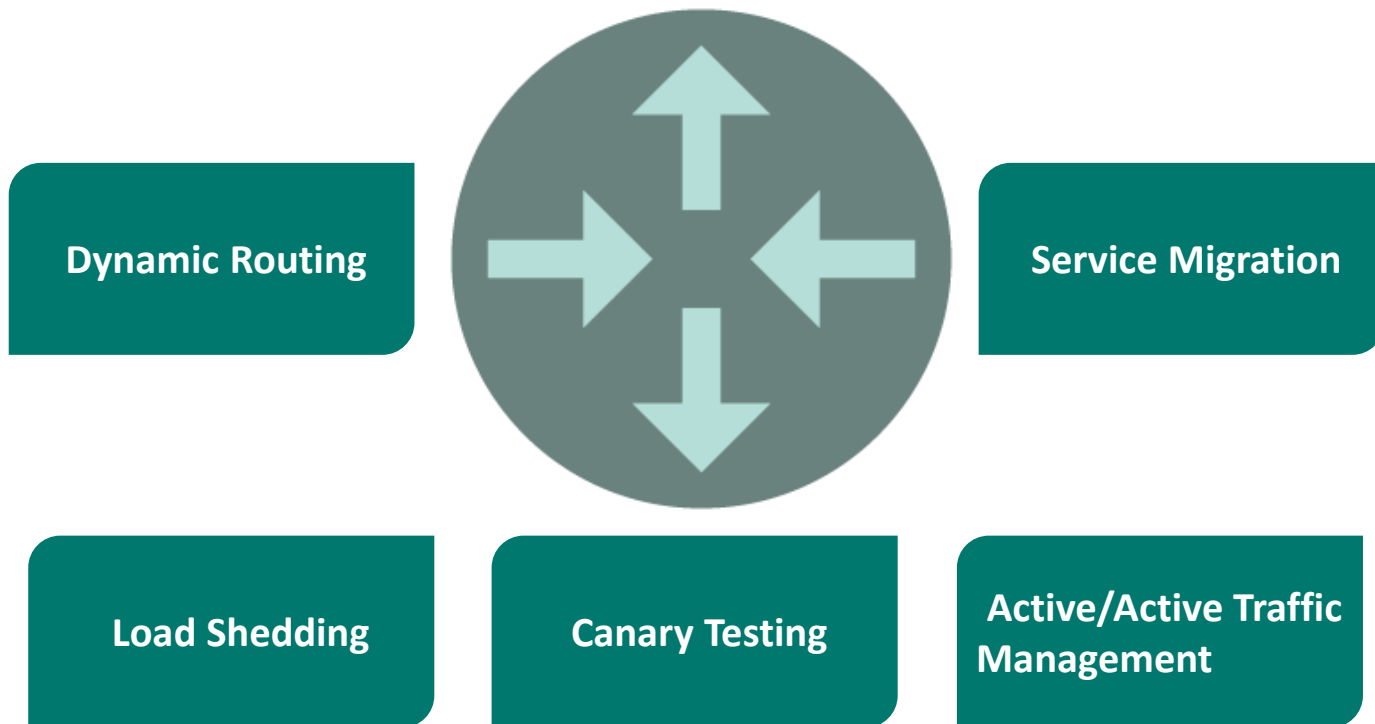 Dynamic Routing
Service Migration
Load Shedding
Canary Testing
Active/Active Traffic
Management